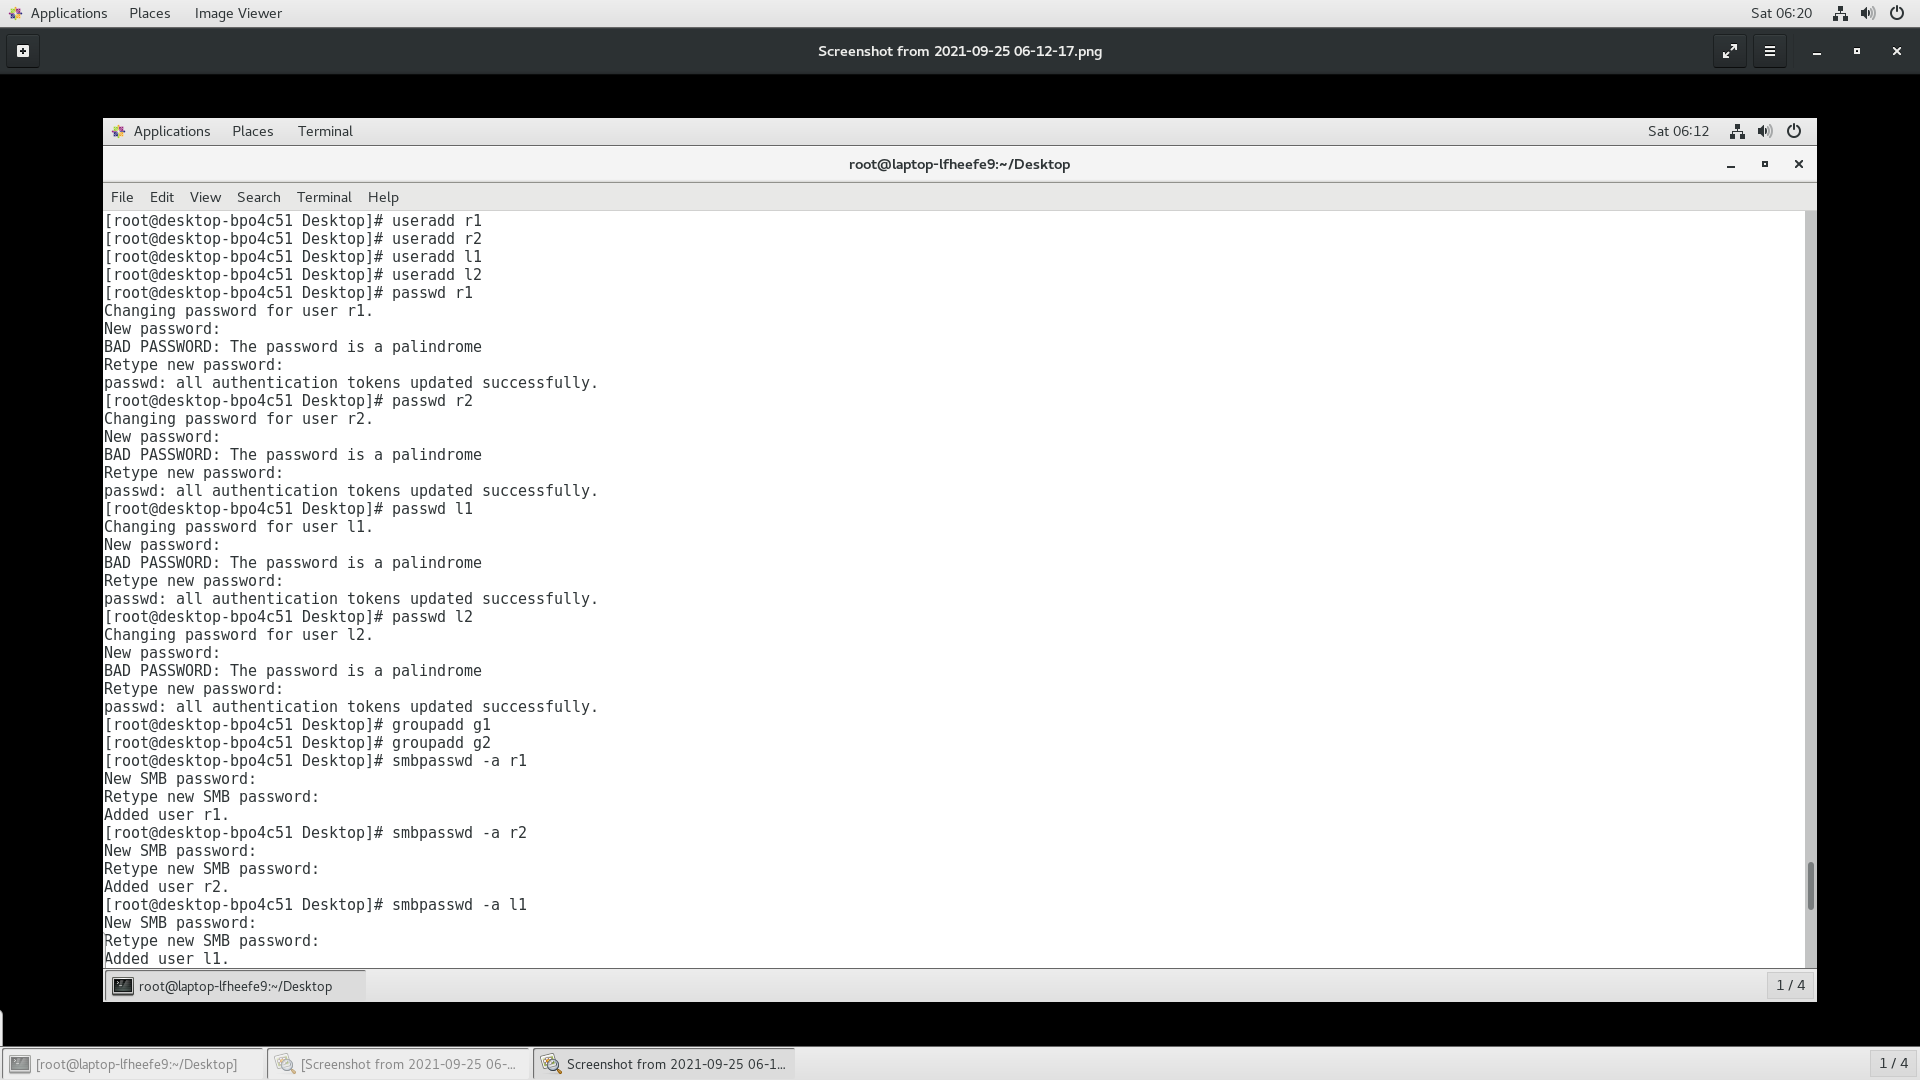 Applications Places Image Viewer Sat 06:20
Screenshot from 2021-09-25 06-12-17.png
Applications Places Terminal Sat 06:12
root@laptop-lfheefe9:~/Desktop
File Edit View Search Terminal Help
[root@desktop-bpo4c51 Desktop]# useradd r1
[root@desktop-bpo4c51 Desktop]# useradd r2
[root@desktop-bpo4c51 Desktop]# useradd l1
[root@desktop-bpo4c51 Desktop]# useradd l2
[root@desktop-bpo4c51 Desktop]# passwd r1
Changing password for user r1.
New password:
BAD PASSWORD: The password is a palindrome
Retype new password:
passwd: all authentication tokens updated successfully.
[root@desktop-bpo4c51 Desktop]# passwd r2
Changing password for user r2.
New password:
BAD PASSWORD: The password is a palindrome
Retype new password:
passwd: all authentication tokens updated successfully.
[root@desktop-bpo4c51 Desktop]# passwd l1
Changing password for user l1.
New password:
BAD PASSWORD: The password is a palindrome
Retype new password:
passwd: all authentication tokens updated successfully.
[root@desktop-bpo4c51 Desktop]# passwd l2
Changing password for user l2.
New password:
BAD PASSWORD: The password is a palindrome
Retype new password:
passwd: all authentication tokens updated successfully.
[root@desktop-bpo4c51 Desktop]# groupadd g1
[root@desktop-bpo4c51 Desktop]# groupadd g2
[root@desktop-bpo4c51 Desktop]# smbpasswd -a r1
New SMB password:
Retype new SMB password:
Added user r1.
[root@desktop-bpo4c51 Desktop]# smbpasswd -a r2
New SMB password:
Retype new SMB password:
Added user r2.
[root@desktop-bpo4c51 Desktop]# smbpasswd -a l1
New SMB password:
Retype new SMB password:
Added user l1.
root@laptop-lfheefe9:~/Desktop 1 / 4
[root@laptop-lfheefe9:~/Desktop] [Screenshot from 2021-09-25 06-... Screenshot from 2021-09-25 06-1... 1 / 4